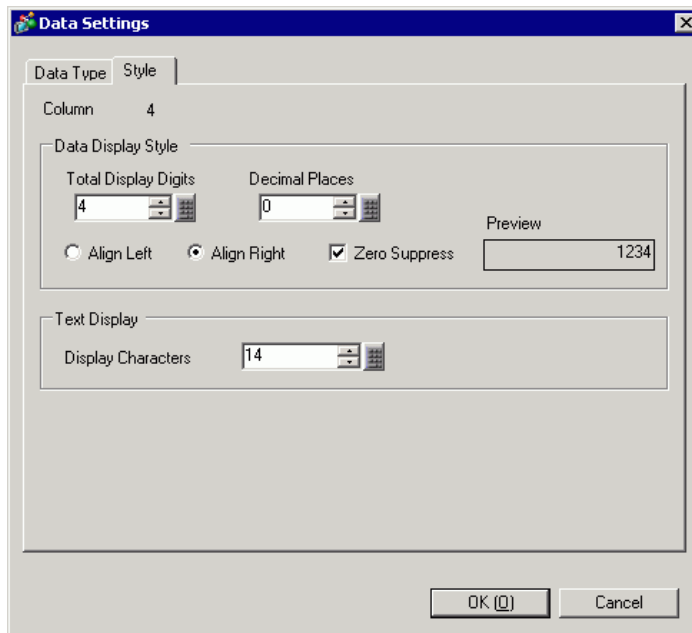 Data Settings
Data Type Style
Column 4
Data Display Style
Total Display Digits Decimal Places
4 0
Preview
Align Left Align Right Zero Suppress 1234
Text Display
Display Characters 14
OK (O) Cancel